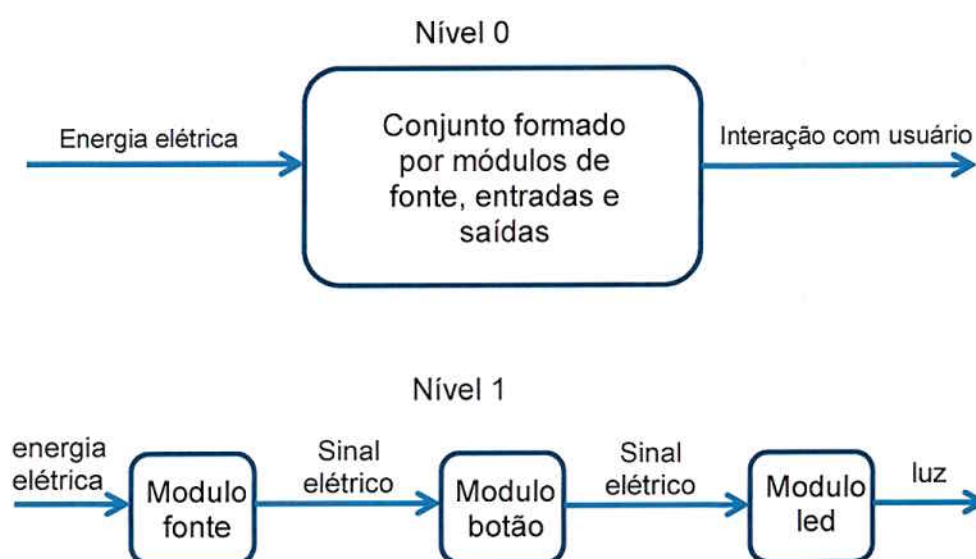 Nível 0
Energia elétrica
Conjunto formado
por módulos de
fonte, entradas e
saídas
Interação com usuário
Nível 1
energia
elétrica
Modulo
fonte
Sinal
elétrico
Modulo
botão
Sinal
elétrico
Modulo
led
luz